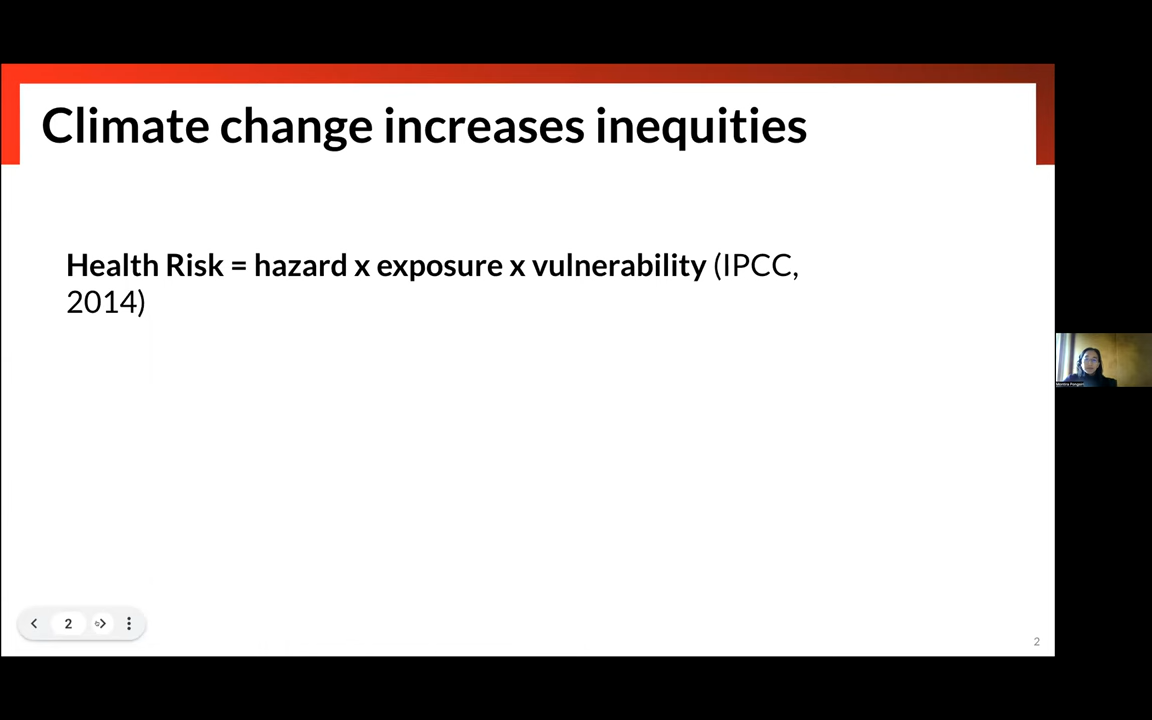 Climate change increases inequities
Health Risk = hazard x exposure x vulnerability (IPCC,
2014)
2
2